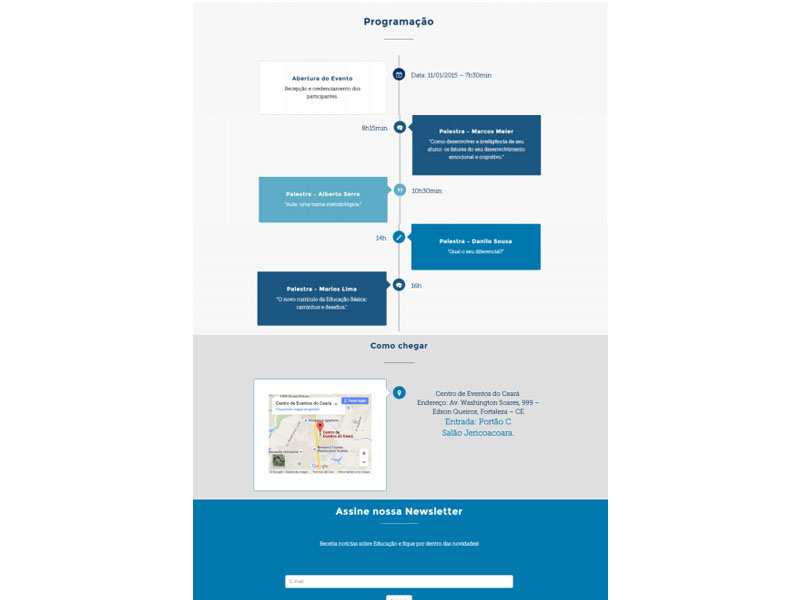 Programação
Abertura do Evento
Recepção e credenciamento dos
participantes.
Data: 11/01/2015 – 7h30min
8h15min
Palestra – Marcos Meier
"Como desenvolver a inteligência de seu
aluno: os fatores do seu desenvolvimento
emocional e cognitivo."
Palestra – Alberto Serra
"Aula: uma trama metodológica."
10h30min
14h
Palestra – Danilo Sousa
"Qual o seu diferencial?"
Palestra – Marlos Lima
"O novo currículo da Educação Básica:
caminhos e desafios."
16h
Como chegar
Centro de Eventos do Ceará
Visualizar mapa ampliado
Centro de
Eventos do Ceará
Google
Centro de Eventos do Ceará
Endereço: Av. Washington Soares, 999 –
Edson Queiroz, Fortaleza – CE
Entrada: Portão C
Salão Jericoacoara.
Assine nossa Newsletter
Receba notícias sobre Educação e fique por dentro das novidades!
E-mail